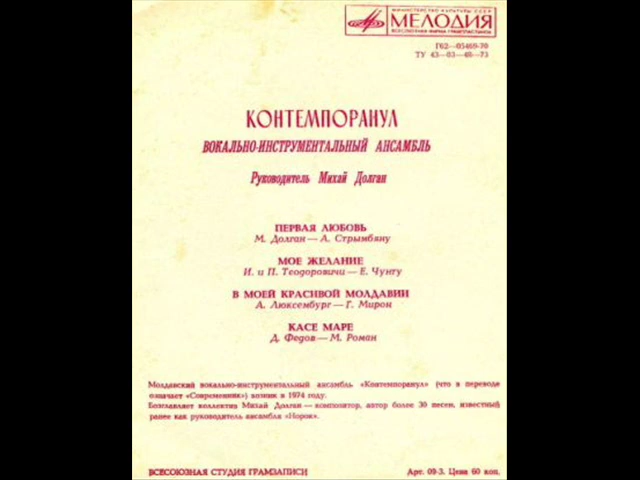 МИНИСТЕРСТВО КУЛЬТУРЫ СССР
МЕЛОДИЯ
ВСЕСОЮЗНАЯ ФИРМА ГРАМПЛАСТИНОК
Г62—05469-70
ТУ 43—03—46—73
КОНТЕМПОРАНУЛ
ВОКАЛЬНО-ИНСТРУМЕНТАЛЬНЫЙ АНСАМБЛЬ
Руководитель Михай Долган
ПЕРВАЯ ЛЮБОВЬ
М. Долган — А. Стрымбяну
МОЕ ЖЕЛАНИЕ
И. и П. Теодоровичи — Е. Чунту
В МОЕЙ КРАСИВОЙ МОЛДАВИИ
А. Люксембург — Г. Мирон
КАСЕ МАРЕ
Д. Федов — М. Роман
Молдавский вокально-инструментальный ансамбль «Контемпоранул» (что в переводе
означает «Современник») возник в 1974 году.
Возглавляет коллектив Михай Долган — композитор, автор более 30 песен, известный
ранее как руководитель ансамбля «Норок».
ВСЕСОЮЗНАЯ СТУДИЯ ГРАМЗАПИСИ
Арт. 09-3. Цена 60 коп.